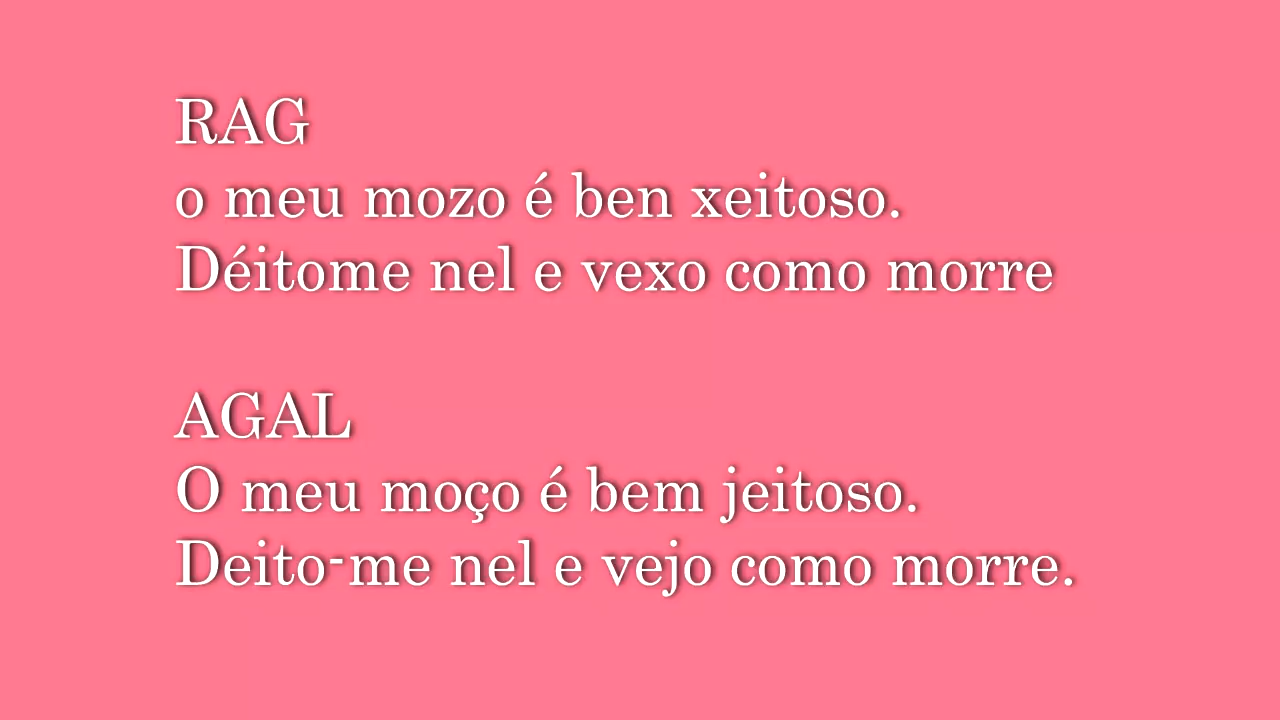 RAG
o meu mozo é ben xeitoso.
Déitome nel e vexo como morre
AGAL
O meu moço é bem jeitoso.
Deito-me nel e vejo como morre.